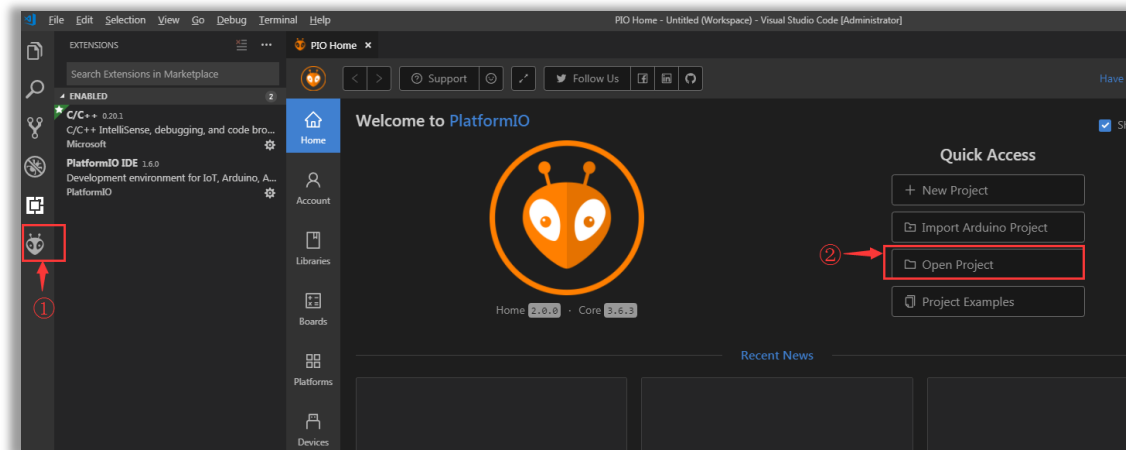 File Edit Selection View Go Debug Terminal Help
PIO Home - Untitled (Workspace) - Visual Studio Code [Administrator]
EXTENSIONS
PIO Home
Search Extensions in Marketplace
Support
Follow Us
Have
ENABLED 2
C/C++ 0.20.1
C/C++ IntelliSense, debugging, and code bro...
Microsoft
PlatformIO IDE 1.6.0
Development environment for IoT, Arduino, A...
PlatformIO
①
Home
Account
Libraries
Boards
Platforms
Devices
Welcome to PlatformIO
Home 2.0.0 · Core 3.6.3
Quick Access
New Project
Import Arduino Project
②
Open Project
Project Examples
Recent News